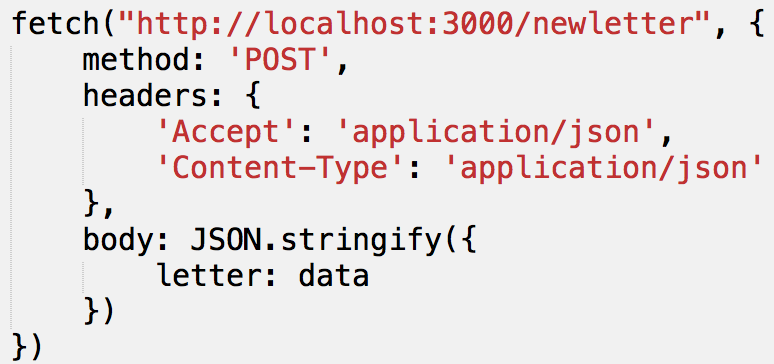 fetch("http://localhost:3000/newletter", {
    method: 'POST',
    headers: {
        'Accept': 'application/json',
        'Content-Type': 'application/json'
    },
    body: JSON.stringify({
        letter: data
    })
})